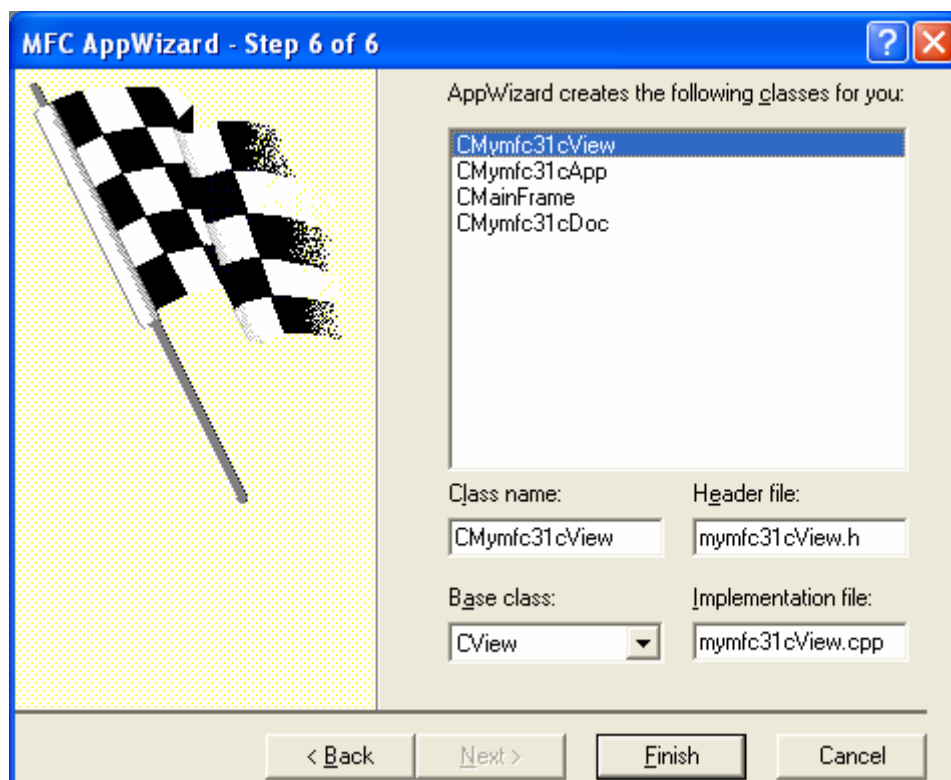 MFC AppWizard - Step 6 of 6
?
AppWizard creates the following classes for you:
CMymfc31cView
CMymfc31cApp
CMainFrame
CMymfc31cDoc
Class name:
Header file:
CMymfc31cView
mymfc31cView.h
Base class:
Implementation file:
CView
mymfc31cView.cpp
< Back
Next >
Finish
Cancel